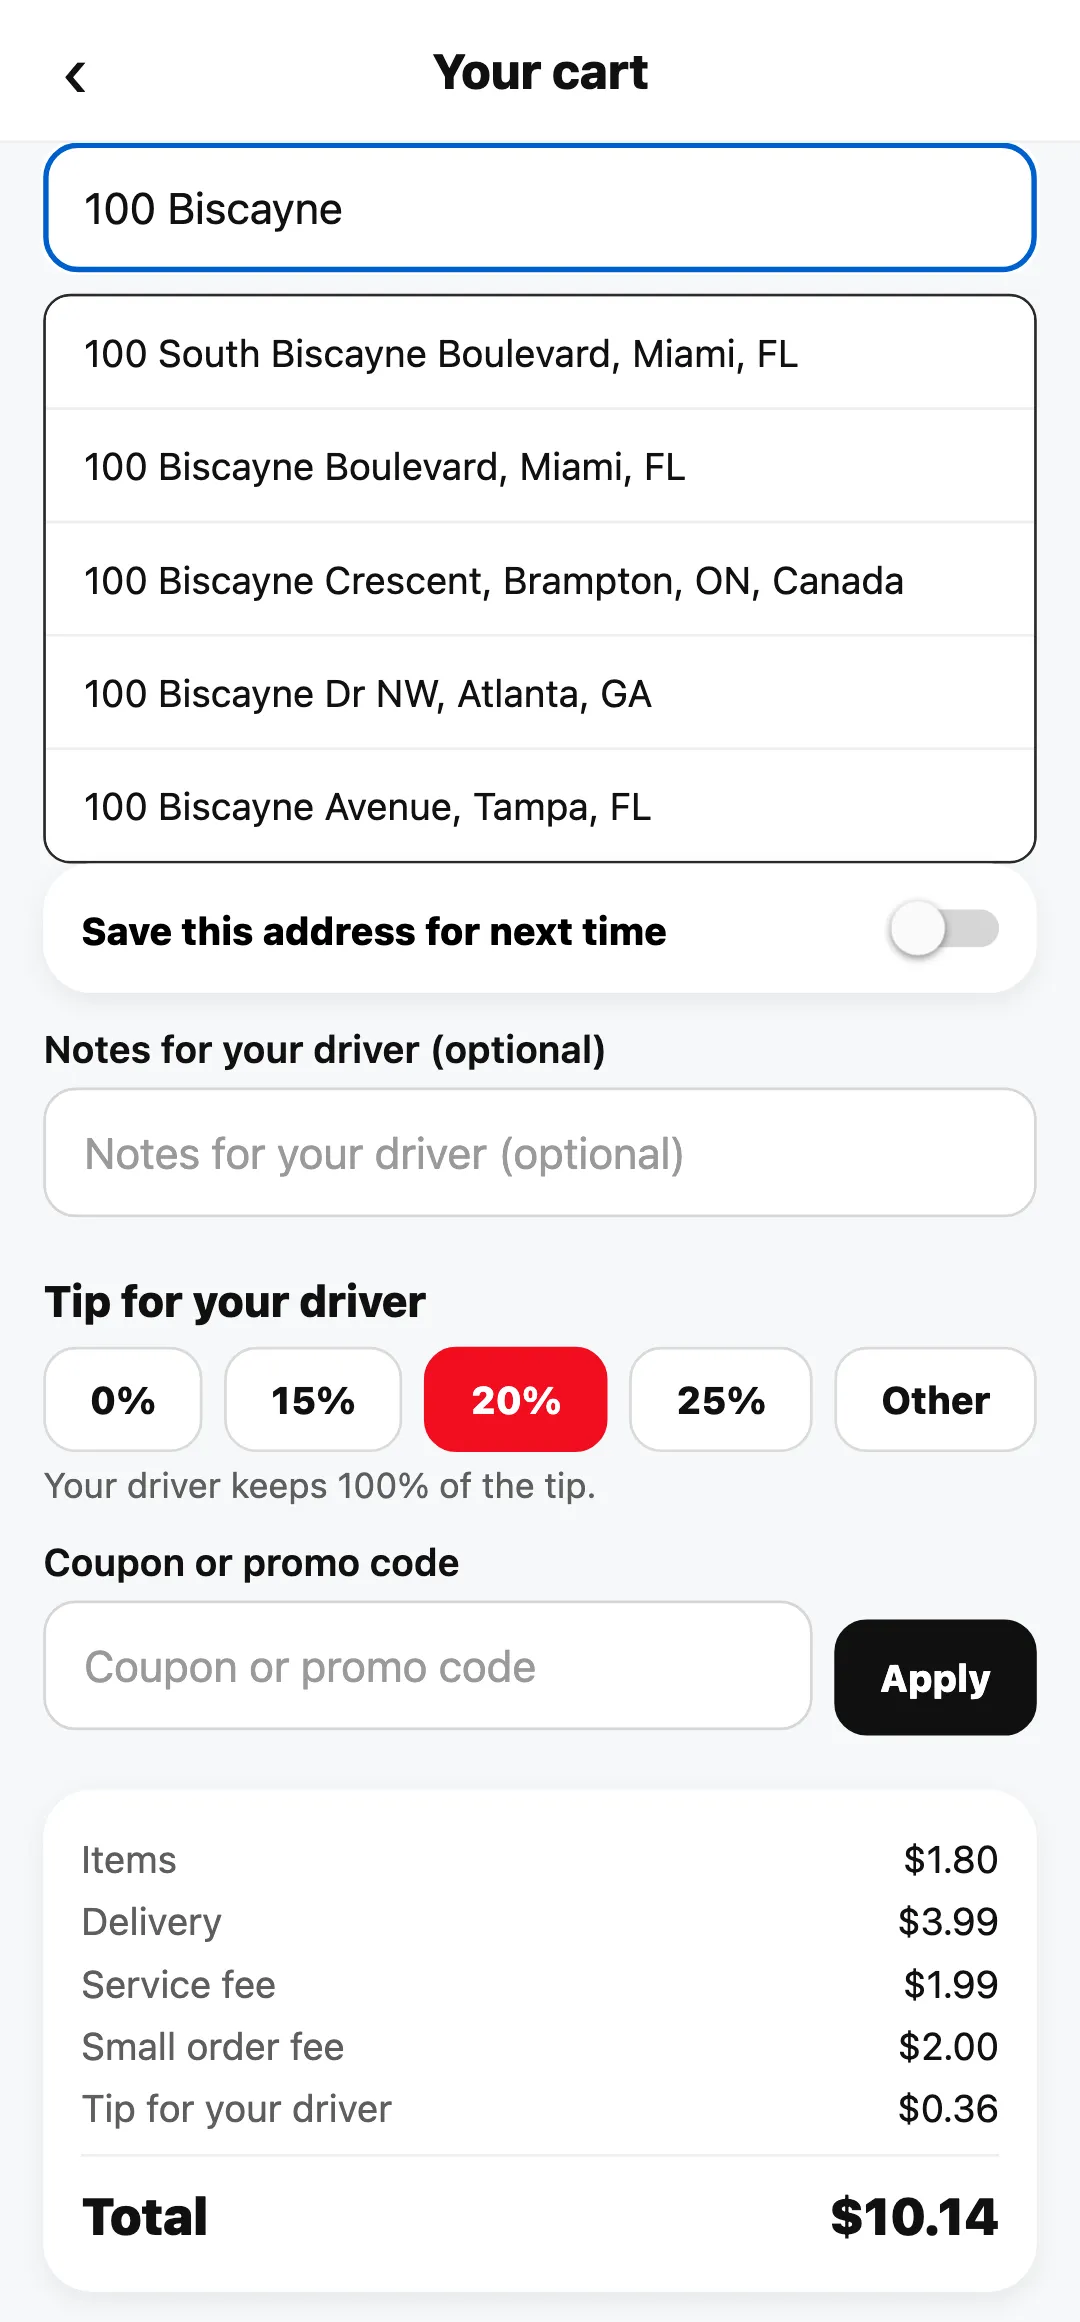 Your cart
100 Biscayne
100 South Biscayne Boulevard, Miami, FL
100 Biscayne Boulevard, Miami, FL
100 Biscayne Crescent, Brampton, ON, Canada
100 Biscayne Dr NW, Atlanta, GA
100 Biscayne Avenue, Tampa, FL
Save this address for next time
Notes for your driver (optional)
Notes for your driver (optional)
Tip for your driver
0% 15% 20% 25% Other
Your driver keeps 100% of the tip.
Coupon or promo code
Coupon or promo code Apply
Items $1.80
Delivery $3.99
Service fee $1.99
Small order fee $2.00
Tip for your driver $0.36
Total $10.14